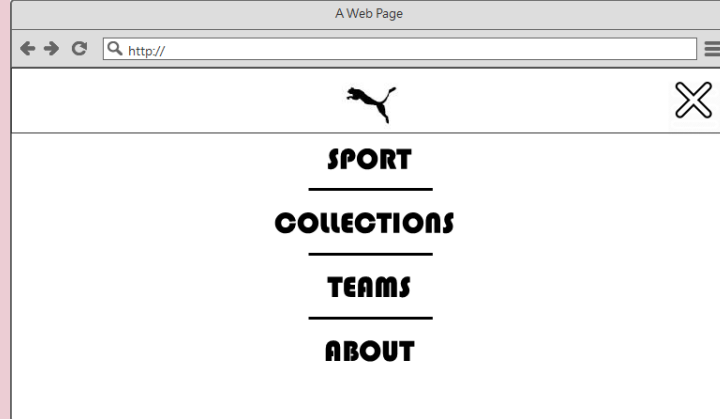 A Web Page
http://
SPORT
COLLECTIONS
TEAMS
ABOUT